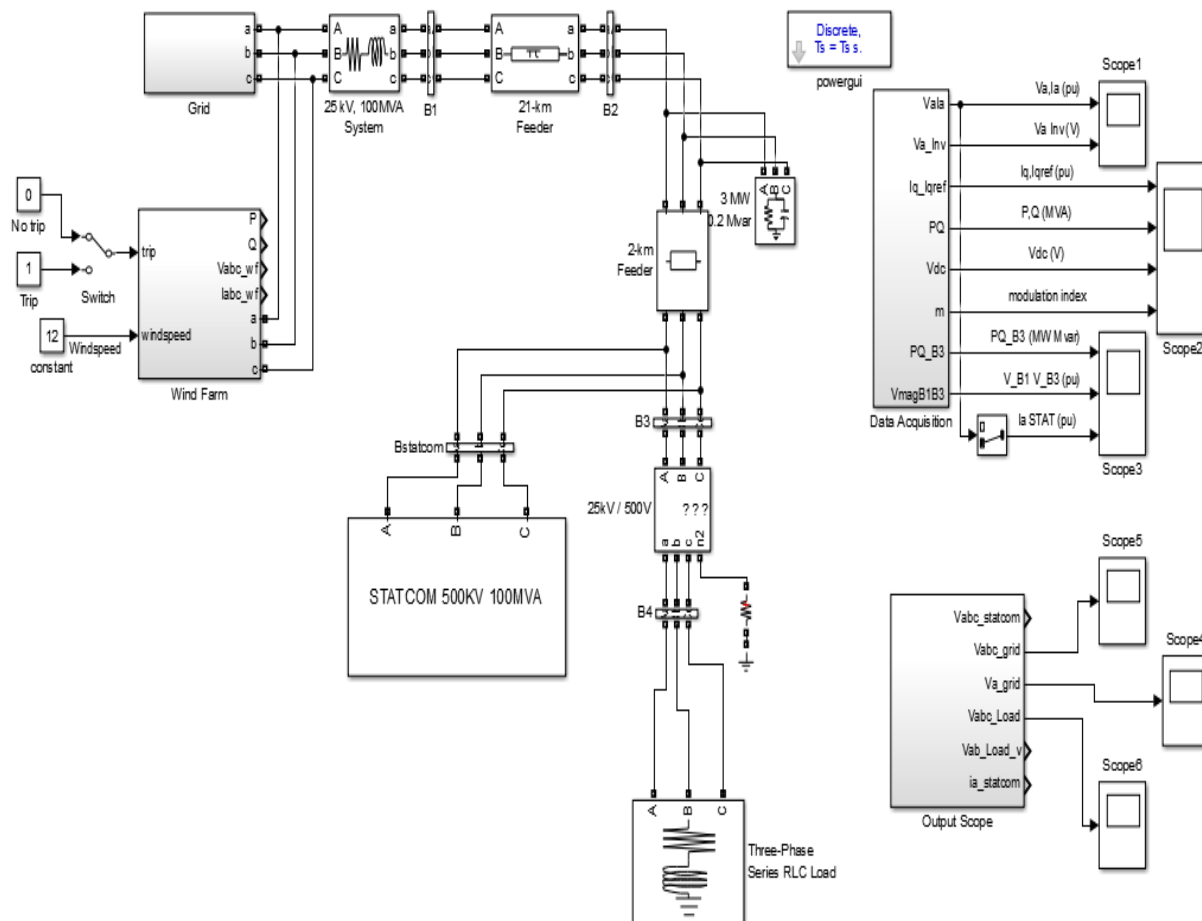 Discrete,
Ts = Ts s.
powergui
a
b
c
Grid
A
B
C
a
b
c
25 kV, 100MVA
System
B1
A
B
C
a
b
c
21-km
Feeder
B2
A
B
C
3 MW
0.2 Mvar
2-km
Feeder
0
No trip
1
Trip
Switch
12
Windspeed
constant
trip
windspeed
P
Q
Vabc_wf
Iabc_wf
a
b
c
Wind Farm
Bstatcom
A
B
C
STATCOM 500KV 100MVA
B3
A
B
C
25kV / 500V
???
a
b
c
n2
B4
A
B
C
Three-Phase
Series RLC Load
VaIa
Va_Inv
Iq_Iqref
PQ
Vdc
m
PQ_B3
VmagB1B3
Data Acquisition
Va,Ia (pu)
Va Inv (V)
Iq,Iqref (pu)
P,Q (MVA)
Vdc (V)
modulation index
PQ_B3 (MW Mvar)
V_B1 V_B3 (pu)
Ia STAT (pu)
Scope1
Scope2
Scope3
Vabc_statcom
Vabc_grid
Va_grid
Vabc_Load
Vab_Load_v
ia_statcom
Output Scope
Scope5
Scope4
Scope6